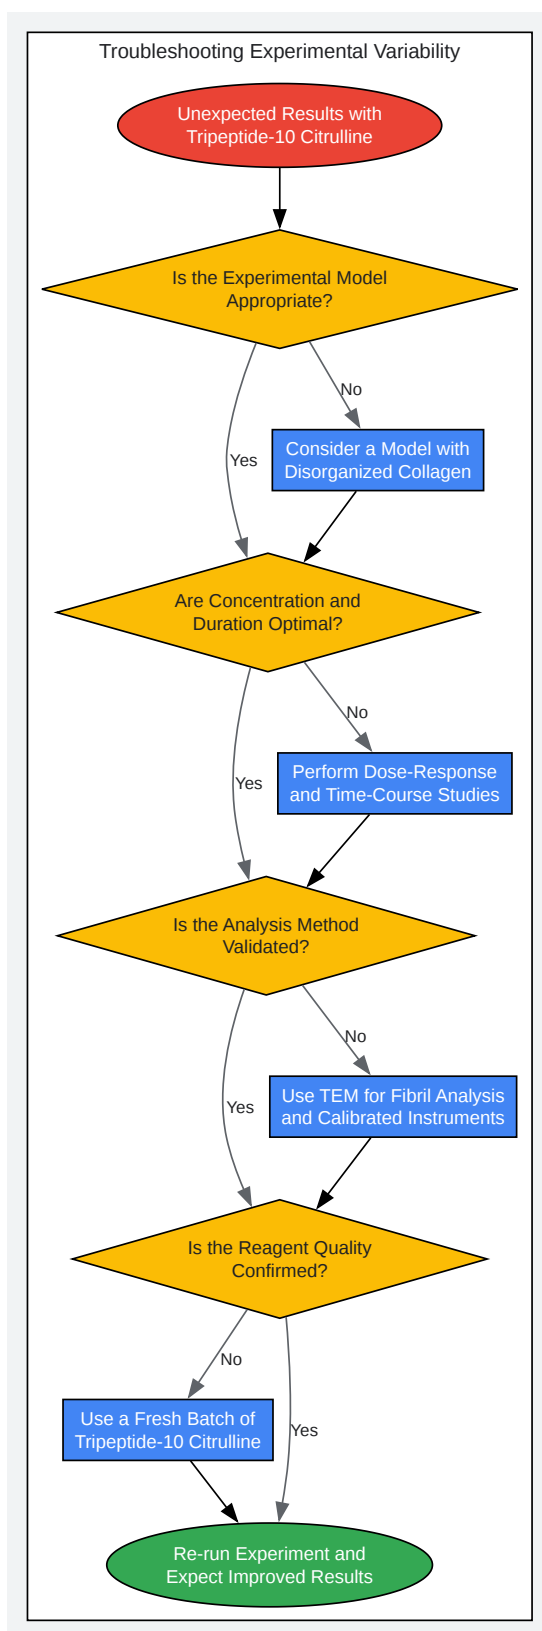 Troubleshooting Experimental Variability
Unexpected Results with
Tripeptide-10 Citrulline
Is the Experimental Model
Appropriate?
No
Consider a Model with
Disorganized Collagen
Yes
Are Concentration and
Duration Optimal?
No
Perform Dose-Response
and Time-Course Studies
Yes
Is the Analysis Method
Validated?
No
Use TEM for Fibril Analysis
and Calibrated Instruments
Yes
Is the Reagent Quality
Confirmed?
No
Use a Fresh Batch of
Tripeptide-10 Citrulline
Yes
Re-run Experiment and
Expect Improved Results